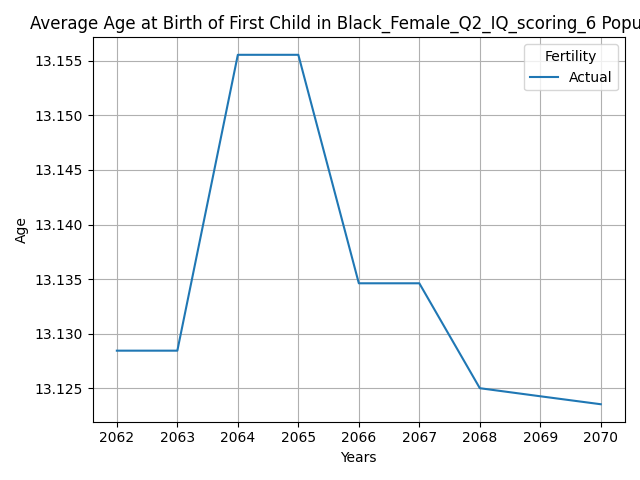 Average Age at Birth of First Child in Black_Female_Q2_IQ_scoring_6 Popu
Fertility
Actual
13.155
13.150
13.145
13.140
13.135
13.130
13.125
Age
2062 2063 2064 2065 2066 2067 2068 2069 2070
Years